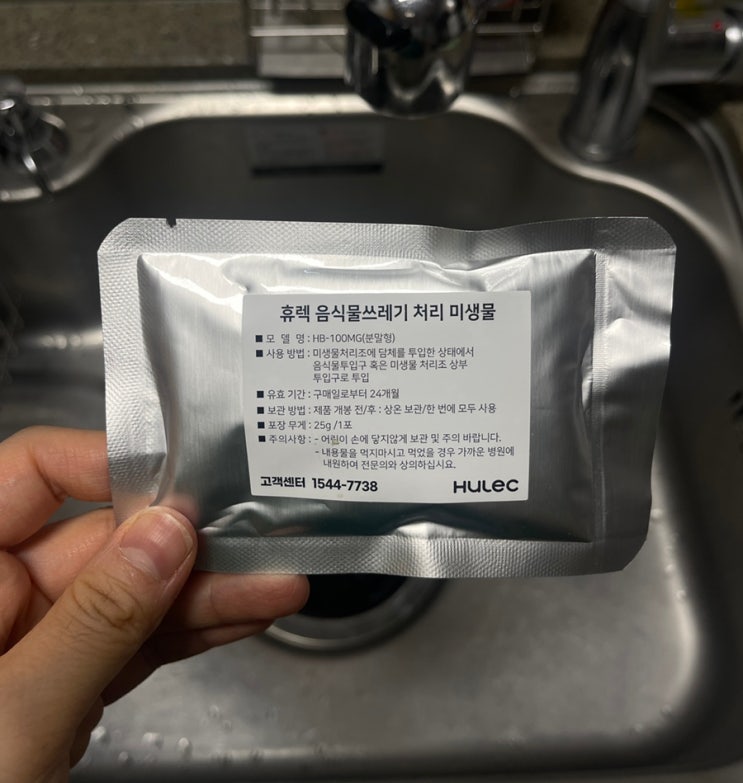 휴렉 음식물쓰레기 처리 미생물
■ 모 델 명 : HB-100MG(분말형)
■ 사용 방법 : 미생물처리조에 담체를 투입한 상태에서
음식물투입구 혹은 미생물 처리조 상부
투입구로 투입
■ 유효 기간 : 구매일로부터 24개월
■ 보관 방법 : 제품 개봉 전/후 : 상온 보관/한 번에 모두 사용
■ 포장 무게 : 25g /1포
■ 주의사항 : - 어린이 손에 닿지않게 보관 및 주의 바랍니다.
- 내용물을 먹지마시고 먹었을 경우 가까운 병원에
내원하여 전문의와 상의하십시요.
고객센터 1544-7738
HULEC